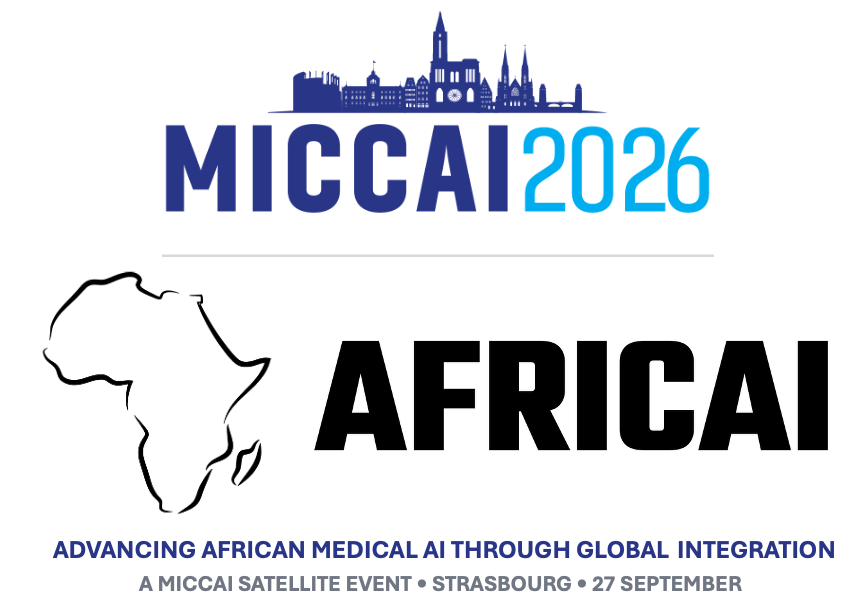 MICCAI2026
AFRICAI
ADVANCING AFRICAN MEDICAL AI THROUGH GLOBAL INTEGRATION
A MICCAI SATELLITE EVENT • STRASBOURG • 27 SEPTEMBER